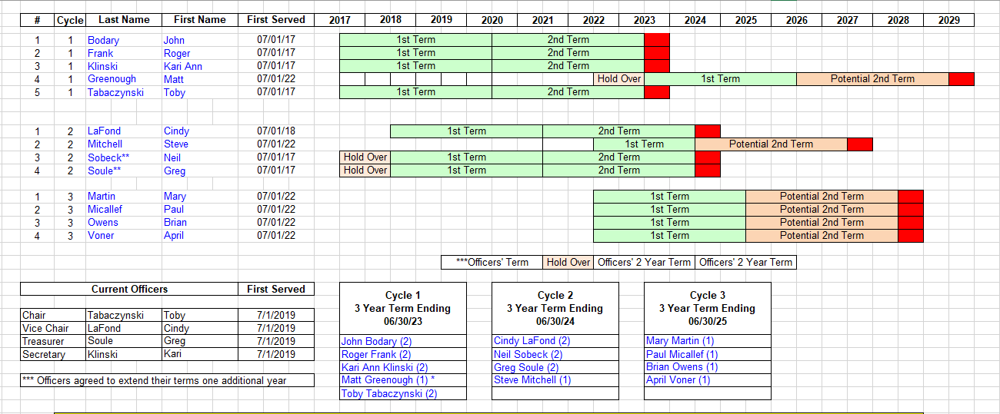 # Cycle Last Name First Name First Served 2017 2018 2019 2020 2021 2022 2023 2024 2025 2026 2027 2028 2029
1 1 Bodary John 07/01/17 1st Term 2nd Term
2 1 Frank Roger 07/01/17 1st Term 2nd Term
3 1 Klinski Kari Ann 07/01/17 1st Term 2nd Term
4 1 Greenough Matt 07/01/22 Hold Over 1st Term Potential 2nd Term
5 1 Tabaczynski Toby 07/01/17 1st Term 2nd Term
1 2 LaFond Cindy 07/01/18 1st Term 2nd Term
2 2 Mitchell Steve 07/01/22 1st Term Potential 2nd Term
3 2 Sobeck** Neil 07/01/17 Hold Over 1st Term 2nd Term
4 2 Soule** Greg 07/01/17 Hold Over 1st Term 2nd Term
1 3 Martin Mary 07/01/22 1st Term Potential 2nd Term
2 3 Micallef Paul 07/01/22 1st Term Potential 2nd Term
3 3 Owens Brian 07/01/22 1st Term Potential 2nd Term
4 3 Voner April 07/01/22 1st Term Potential 2nd Term
***Officers' Term Hold Over Officers' 2 Year Term Officers' 2 Year Term
Current Officers First Served
Chair Tabaczynski Toby 7/1/2019
Vice Chair LaFond Cindy 7/1/2019
Treasurer Soule Greg 7/1/2019
Secretary Klinski Kari 7/1/2019
*** Officers agreed to extend their terms one additional year
Cycle 1
3 Year Term Ending
06/30/23
John Bodary (2)
Roger Frank (2)
Kari Ann Klinski (2)
Matt Greenough (1) *
Toby Tabaczynski (2)
Cycle 2
3 Year Term Ending
06/30/24
Cindy LaFond (2)
Neil Sobeck (2)
Greg Soule (2)
Steve Mitchell (1)
Cycle 3
3 Year Term Ending
06/30/25
Mary Martin (1)
Paul Micallef (1)
Brian Owens (1)
April Voner (1)